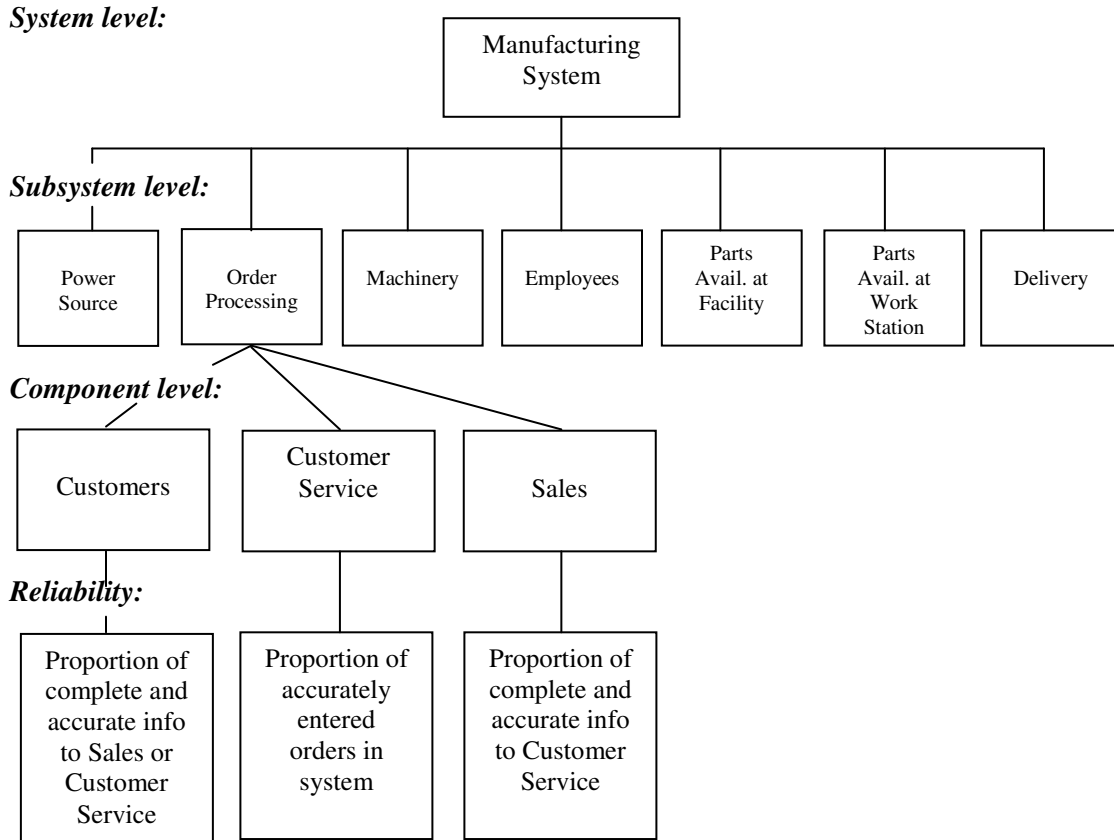 System level:
Manufacturing
System
Subsystem level:
Power
Source
Order
Processing
Machinery
Employees
Parts
Avail. at
Facility
Parts
Avail. at
Work
Station
Delivery
Component level:
Customers
Customer
Service
Sales
Reliability:
Proportion of
complete and
accurate info
to Sales or
Customer
Service
Proportion of
accurately
entered
orders in
system
Proportion of
complete and
accurate info
to Customer
Service